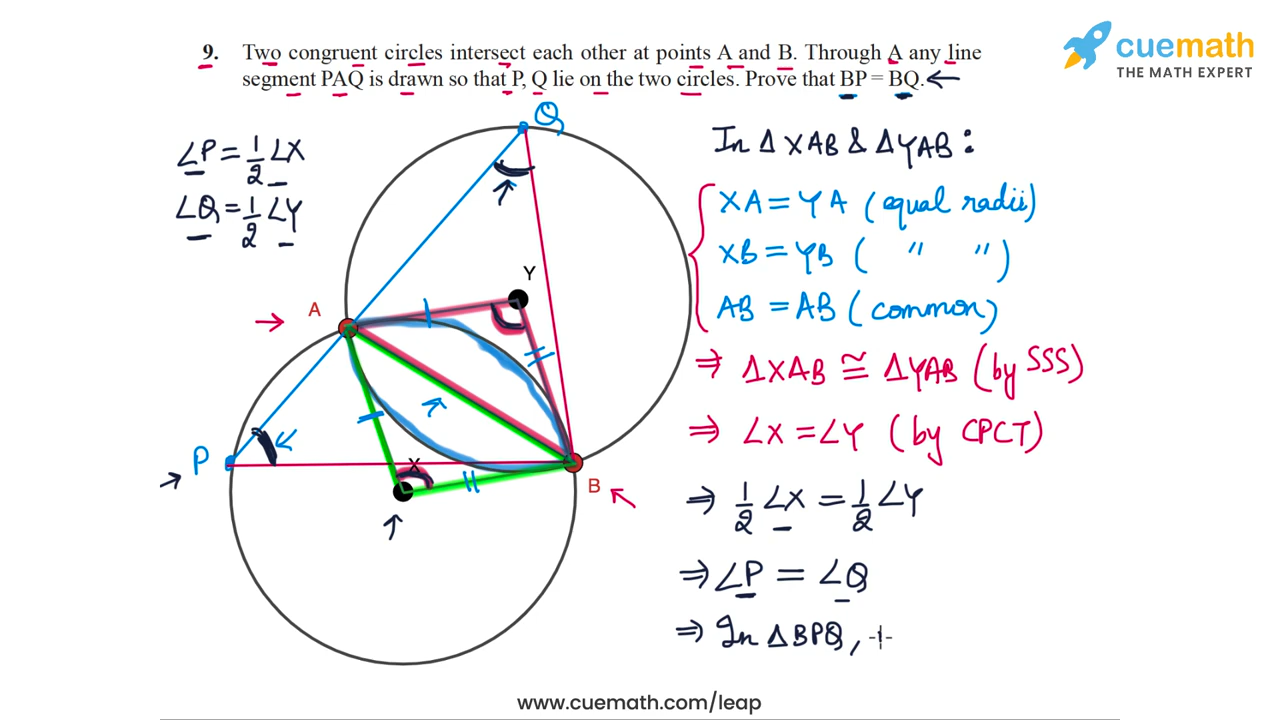 9. Two congruent circles intersect each other at points A and B. Through A any line
segment PAQ is drawn so that P, Q lie on the two circles. Prove that BP = BQ.
cuemath
THE MATH EXPERT
∠P = 1/2 ∠X
∠Q = 1/2 ∠Y
Q
Y
A
P
X
B
In Δ XAB & Δ YAB :
XA = YA (equal radii)
XB = YB ( " " )
AB = AB (common)
⇒ ΔXAB ≅ ΔYAB (by SSS)
⇒ ∠X = ∠Y (by CPCT)
⇒ 1/2 ∠X = 1/2 ∠Y
⇒ ∠P = ∠Q
⇒ In ΔBPQ,
www.cuemath.com/leap